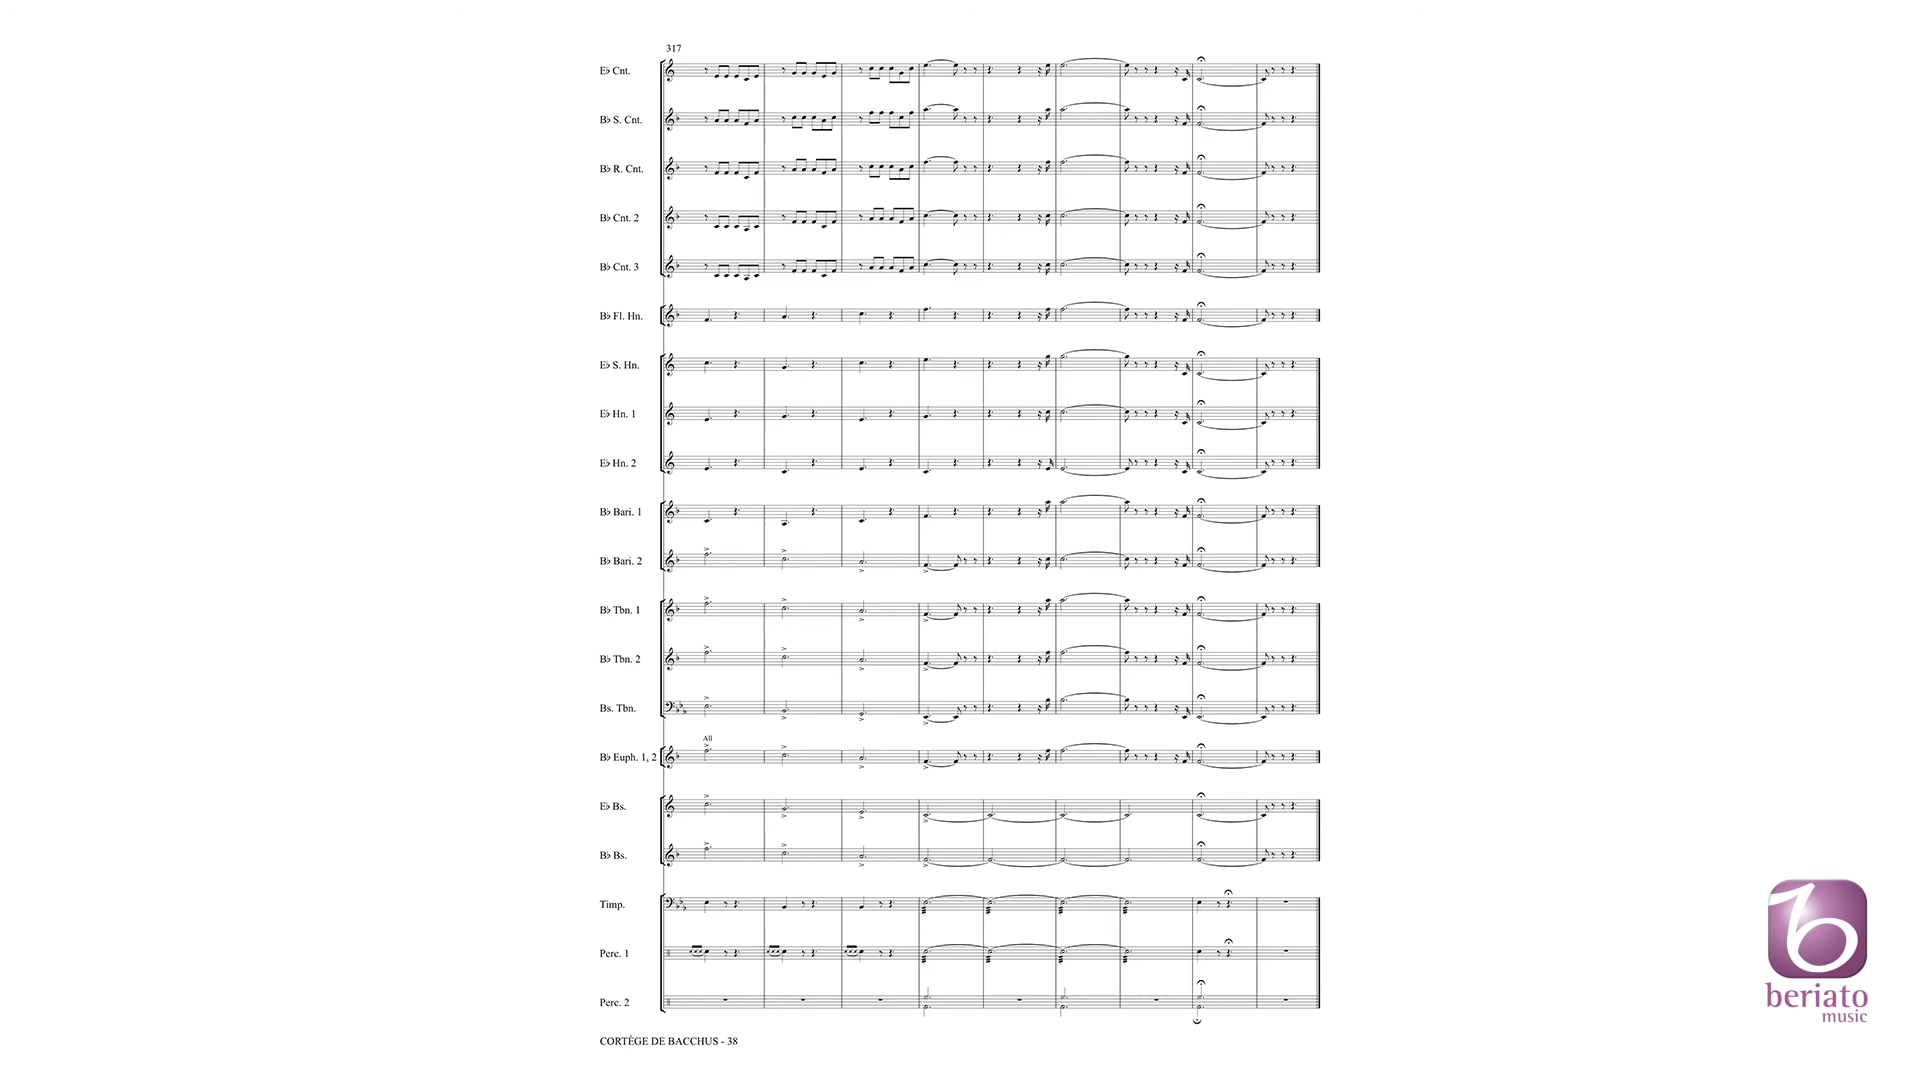 317
E♭ Cnt.
B♭ S. Cnt.
B♭ R. Cnt.
B♭ Cnt. 2
B♭ Cnt. 3
B♭ Fl. Hn.
E♭ S. Hn.
E♭ Hn. 1
E♭ Hn. 2
B♭ Bari. 1
B♭ Bari. 2
B♭ Tbn. 1
B♭ Tbn. 2
Bs. Tbn.
All
B♭ Euph. 1, 2
E♭ Bs.
B♭ Bs.
Timp.
Perc. 1
Perc. 2
CORTÈGE DE BACCHUS - 38
b
beriato
music